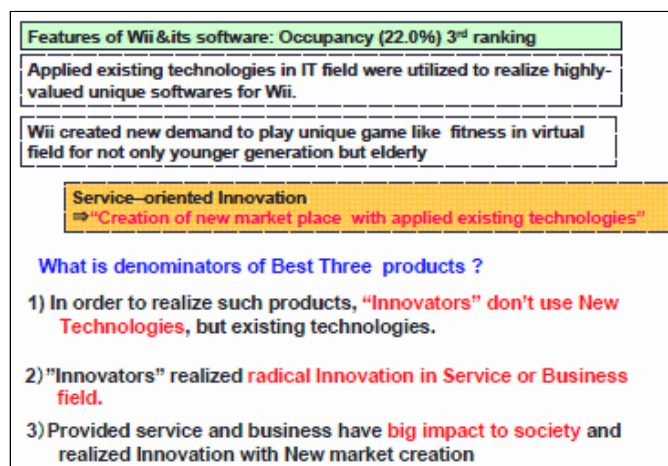 Features of Wii &its software: Occupancy (22.0%) 3rd ranking
Applied existing technologies in IT field were utilized to realize highly-
valued unique softwares for Wii.
Wii created new demand to play unique game like fitness in virtual
field for not only younger generation but elderly
Service–oriented Innovation
⇒“Creation of new market place with applied existing technologies”
What is denominators of Best Three products ?
1) In order to realize such products, “Innovators” don’t use New
Technologies, but existing technologies.
2)”Innovators” realized radical Innovation in Service or Business
field.
3)Provided service and business have big impact to society and
realized Innovation with New market creation